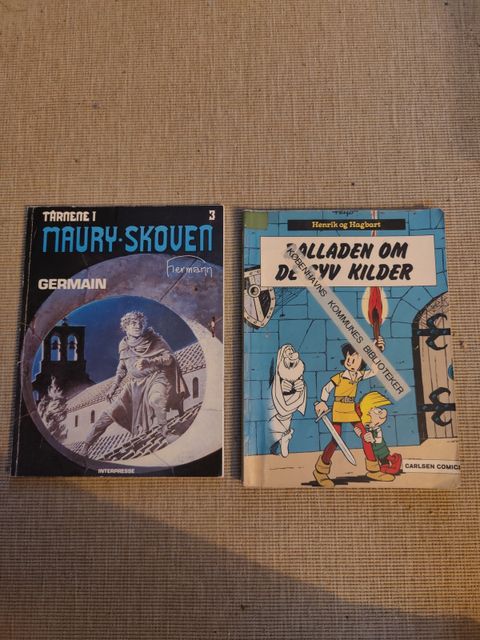 TÅRNENE I
3
MAURY-SKOVEN
Hermann
GERMAIN
INTERPRESSE
Peyo
Henrik og Hagbart
BALLADEN OM
DE SYV KILDER
KØBENHAVNS KOMMUNES BIBLIOTEKER
CARLSEN COMICS